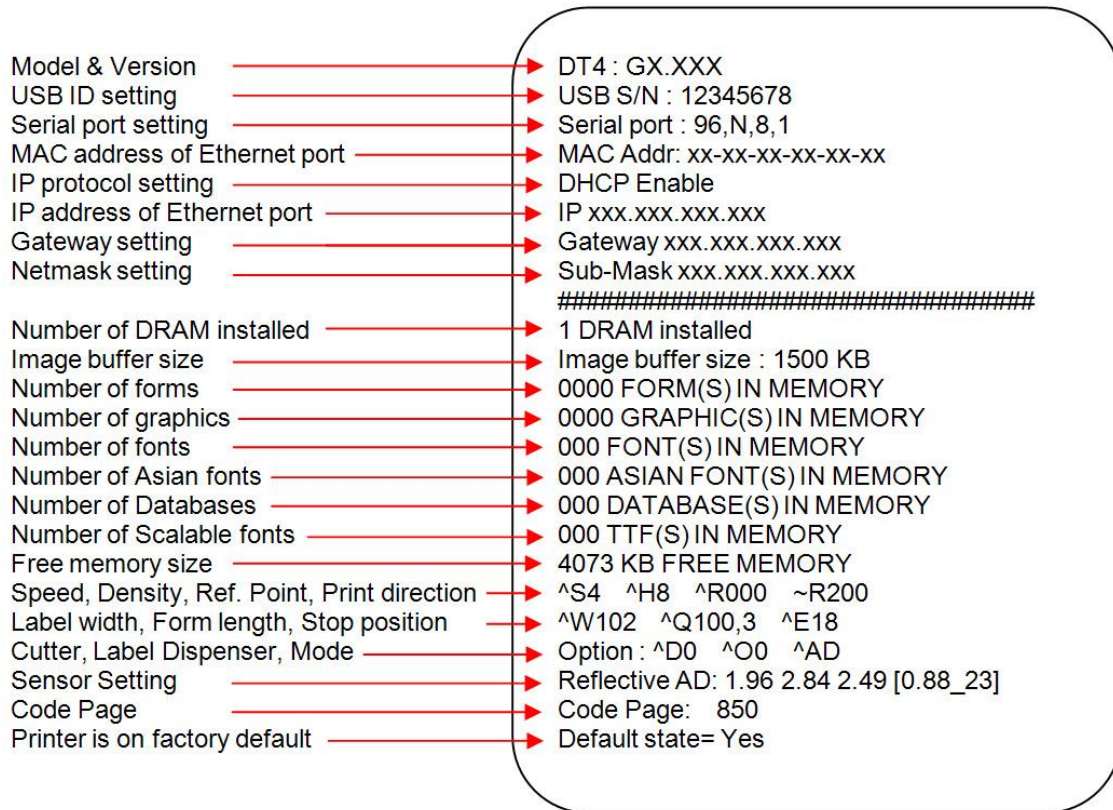 Model & Version DT4 : GX.XXX
USB ID setting USB S/N : 12345678
Serial port setting Serial port : 96,N,8,1
MAC address of Ethernet port MAC Addr: xx-xx-xx-xx-xx-xx
IP protocol setting DHCP Enable
IP address of Ethernet port IP xxx.xxx.xxx.xxx
Gateway setting Gateway xxx.xxx.xxx.xxx
Netmask setting Sub-Mask xxx.xxx.xxx.xxx
##################################
Number of DRAM installed 1 DRAM installed
Image buffer size Image buffer size : 1500 KB
Number of forms 0000 FORM(S) IN MEMORY
Number of graphics 0000 GRAPHIC(S) IN MEMORY
Number of fonts 000 FONT(S) IN MEMORY
Number of Asian fonts 000 ASIAN FONT(S) IN MEMORY
Number of Databases 000 DATABASE(S) IN MEMORY
Number of Scalable fonts 000 TTF(S) IN MEMORY
Free memory size 4073 KB FREE MEMORY
Speed, Density, Ref. Point, Print direction ^S4 ^H8 ^R000 ~R200
Label width, Form length, Stop position ^W102 ^Q100,3 ^E18
Cutter, Label Dispenser, Mode Option : ^D0 ^O0 ^AD
Sensor Setting Reflective AD: 1.96 2.84 2.49 [0.88_23]
Code Page Code Page: 850
Printer is on factory default Default state= Yes